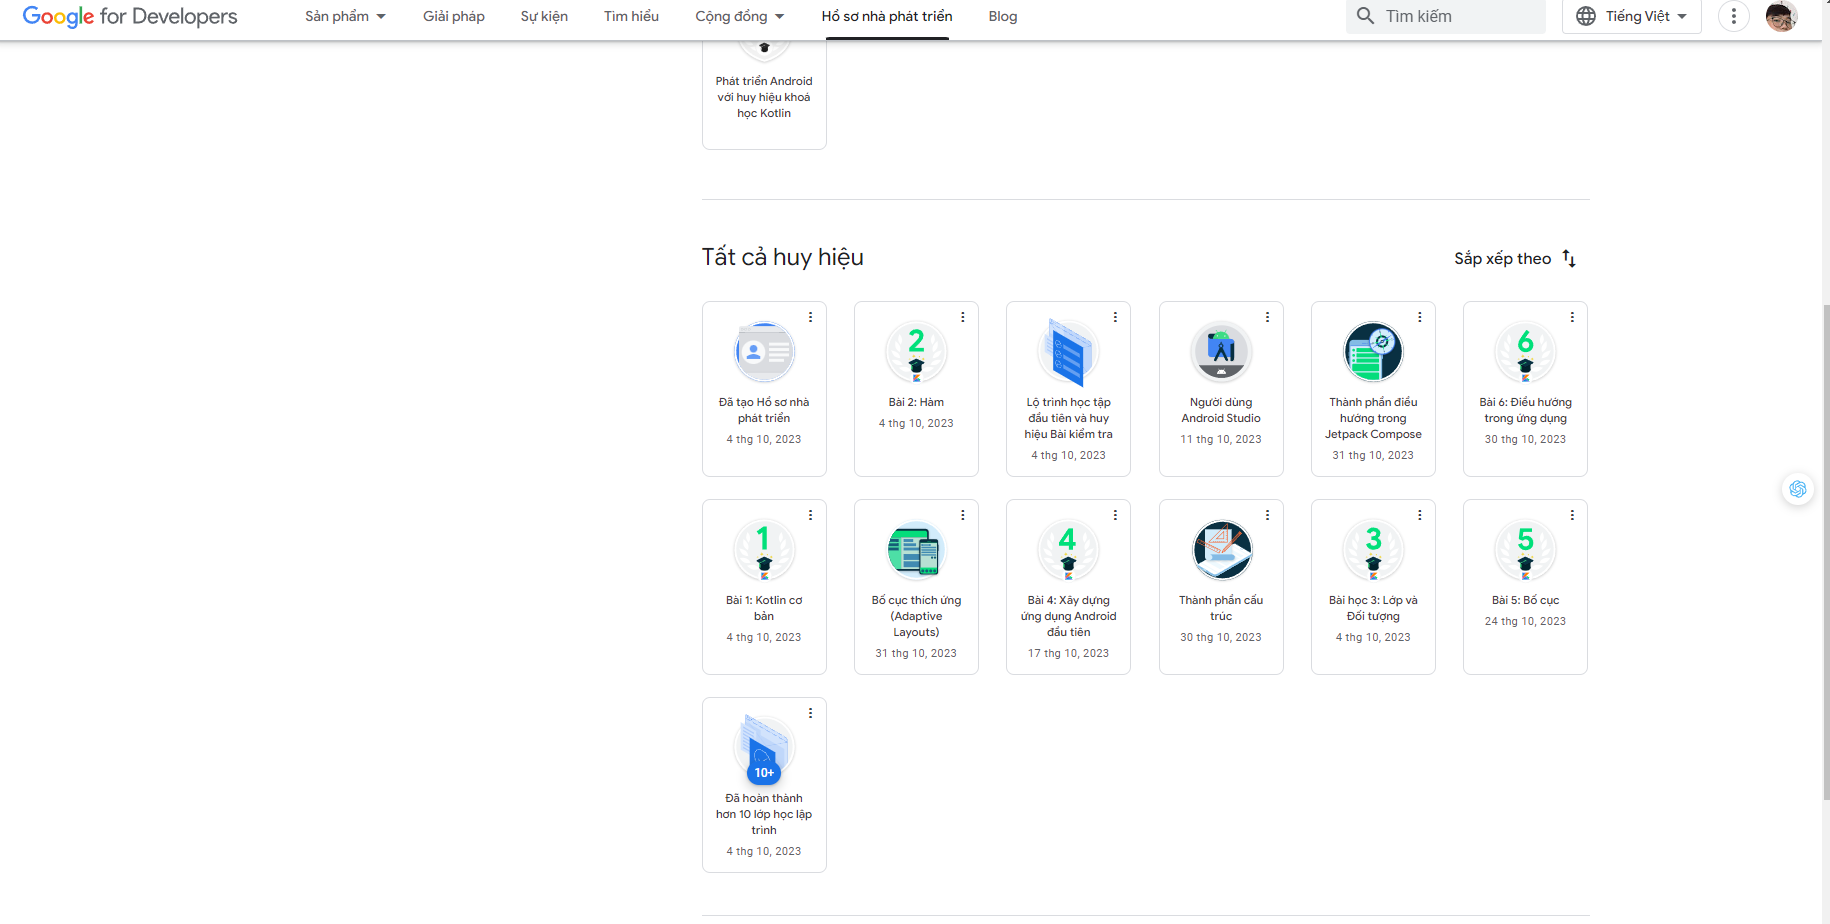 Google for Developers Sản phẩm Giải pháp Sự kiện Tìm hiểu Cộng đồng Hồ sơ nhà phát triển Blog Tìm kiếm Tiếng Việt
Phát triển Android
với huy hiệu khoá
học Kotlin
Tất cả huy hiệu Sắp xếp theo
Đã tạo Hồ sơ nhà
phát triển
4 thg 10, 2023
2
Bài 2: Hàm
4 thg 10, 2023
Lộ trình học tập
đầu tiên và huy
hiệu Bài kiểm tra
4 thg 10, 2023
Người dùng
Android Studio
11 thg 10, 2023
Thành phần điều
hướng trong
Jetpack Compose
31 thg 10, 2023
6
Bài 6: Điều hướng
trong ứng dụng
30 thg 10, 2023
1
Bài 1: Kotlin cơ
bản
4 thg 10, 2023
Bố cục thích ứng
(Adaptive
Layouts)
31 thg 10, 2023
4
Bài 4: Xây dựng
ứng dụng Android
đầu tiên
17 thg 10, 2023
Thành phần cấu
trúc
30 thg 10, 2023
3
Bài học 3: Lớp và
Đối tượng
4 thg 10, 2023
5
Bài 5: Bố cục
24 thg 10, 2023
10+
Đã hoàn thành
hơn 10 lớp học lập
trình
4 thg 10, 2023